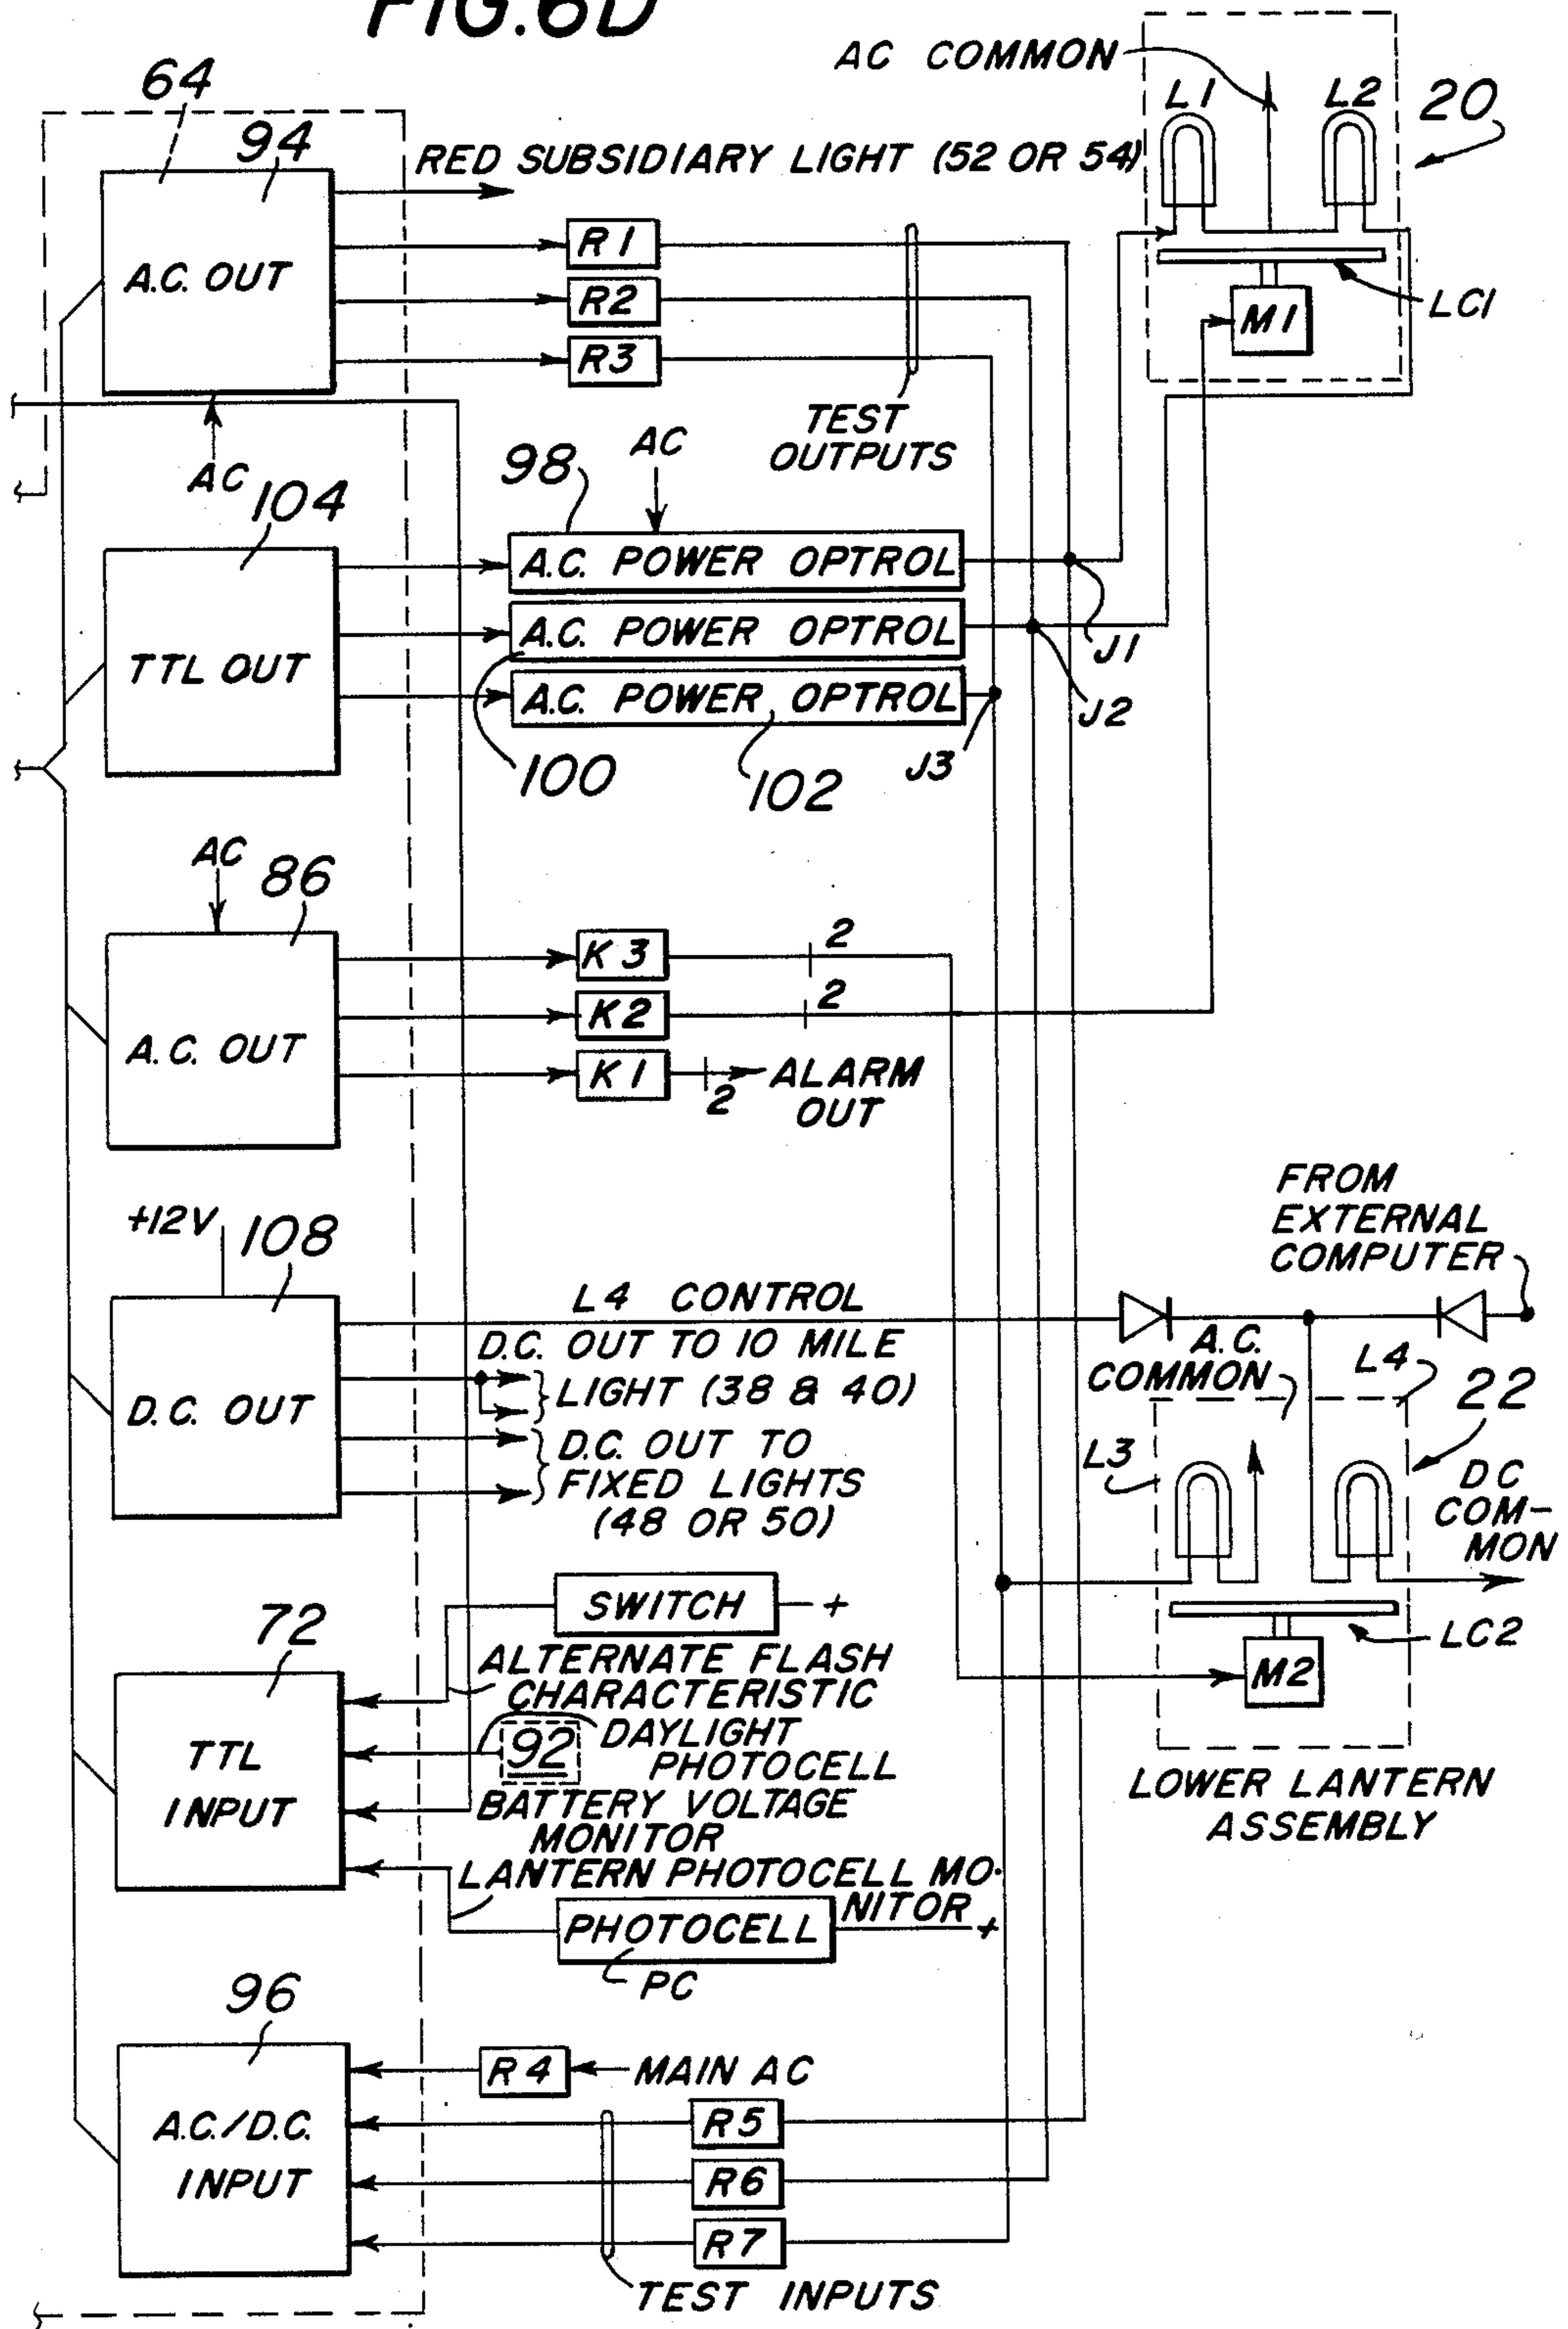 FIG.6D
AC COMMON
L1
L2
20
64
94
RED SUBSIDIARY LIGHT (52 OR 54)
A.C. OUT
R1
R2
R3
M1
LC1
TEST
OUTPUTS
AC
AC
98
104
A.C. POWER OPTROL
A.C. POWER OPTROL
A.C. POWER OPTROL
TTL OUT
J1
J2
J3
100
102
AC
86
K3
2
K2
2
A.C. OUT
K1
2
ALARM
OUT
FROM
EXTERNAL
COMPUTER
+12V
108
L4 CONTROL
D.C. OUT TO 10 MILE
LIGHT (38 & 40)
A.C.
COMMON
L4
22
D.C. OUT
D.C. OUT TO
FIXED LIGHTS
(48 OR 50)
L3
DC
COM-
MON
SWITCH
+
LC2
72
ALTERNATE FLASH
CHARACTERISTIC
M2
TTL
INPUT
92
DAYLIGHT
PHOTOCELL
BATTERY VOLTAGE
MONITOR
LOWER LANTERN
ASSEMBLY
LANTERN PHOTOCELL MO-
NITOR
PHOTOCELL
+
PC
96
R4
MAIN AC
A.C./D.C.
INPUT
R5
R6
R7
TEST INPUTS